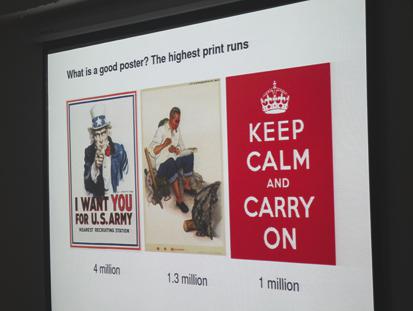 What is a good poster? The highest print runs
I WANT YOU
FOR U.S. ARMY
NEAREST RECRUITING STATION
KEEP
CALM
AND
CARRY
ON
4 million
1.3 million
1 million